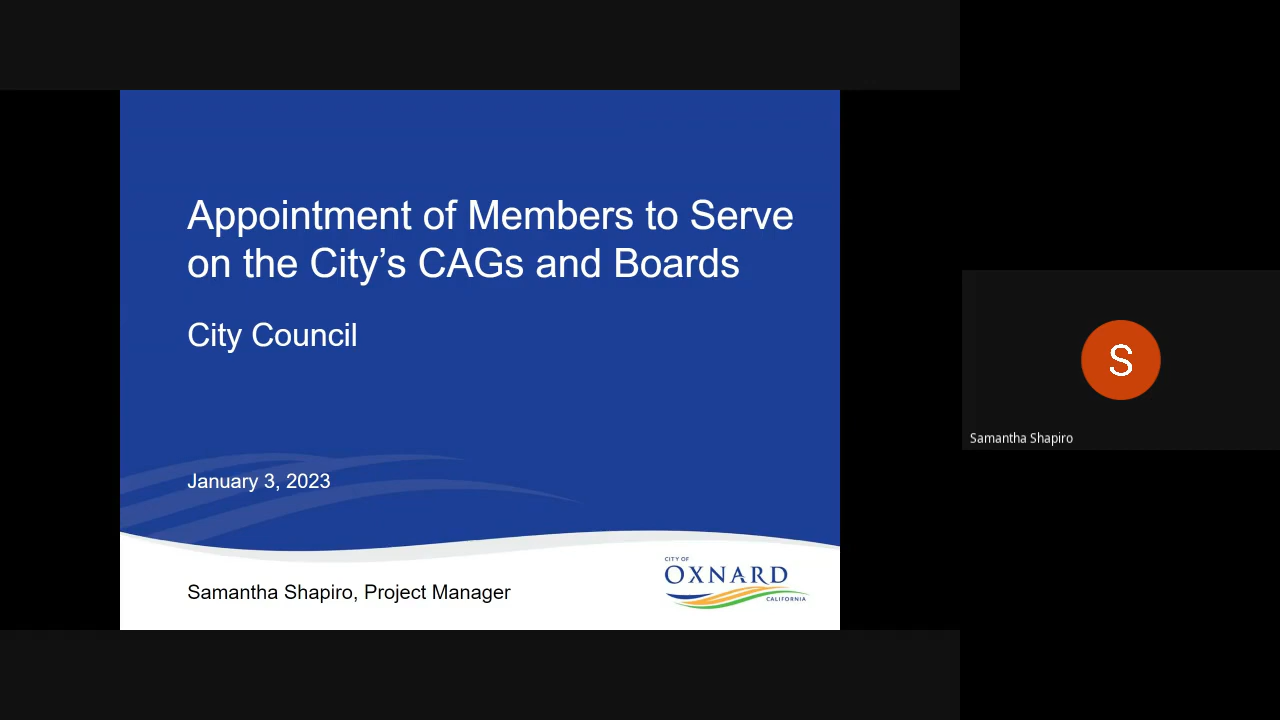 Appointment of Members to Serve
on the City’s CAGs and Boards
City Council
January 3, 2023
Samantha Shapiro, Project Manager
CITY OF
OXNARD
CALIFORNIA
S
Samantha Shapiro